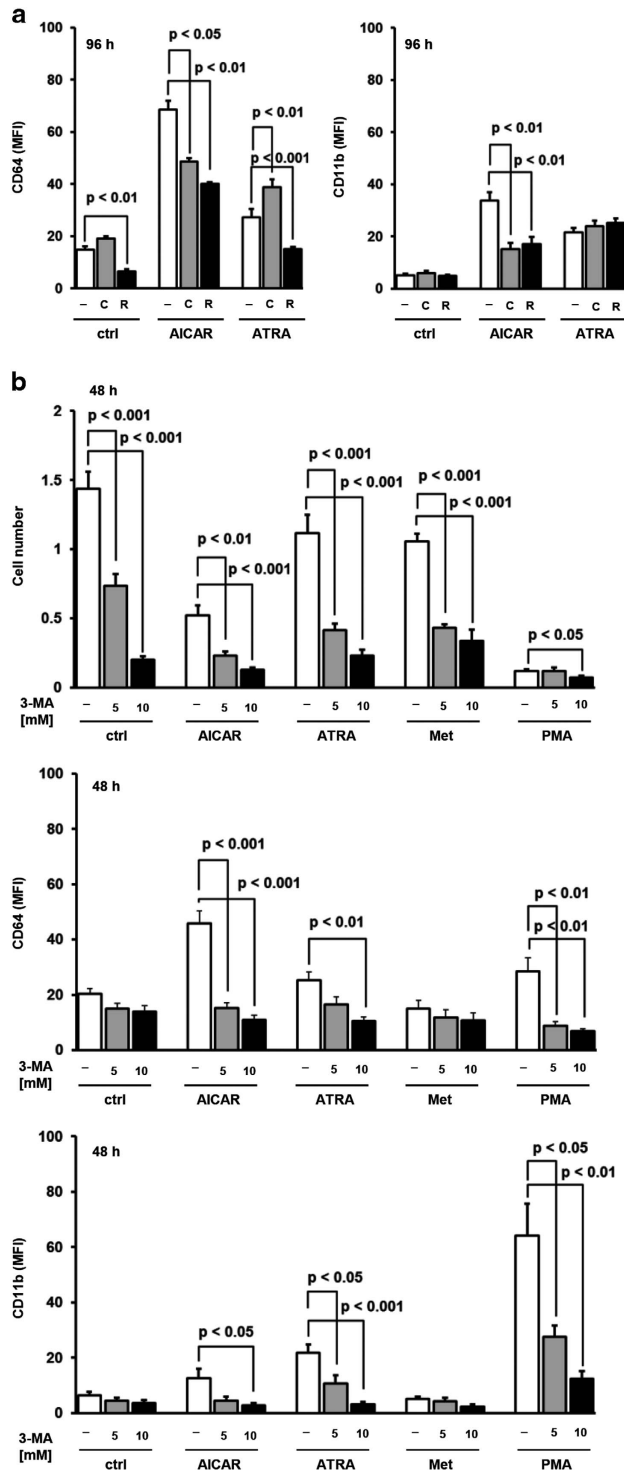 a
96 h
p < 0.05
p < 0.01
p < 0.01
p < 0.01
p < 0.001
CD64 (MFI)
100
80
60
40
20
0
– C R – C R – C R
ctrl AICAR ATRA
96 h
p < 0.01
p < 0.01
CD11b (MFI)
100
80
60
40
20
0
– C R – C R – C R
ctrl AICAR ATRA
b
48 h
p < 0.001
p < 0.001
p < 0.01
p < 0.001
p < 0.001
p < 0.001
p < 0.001
p < 0.001
p < 0.05
Cell number
2
1.5
1
0.5
0
3-MA – 5 10 – 5 10 – 5 10 – 5 10 – 5 10
[mM] ctrl AICAR ATRA Met PMA
48 h
p < 0.001
p < 0.001
p < 0.01
p < 0.01
p < 0.01
CD64 (MFI)
100
80
60
40
20
0
3-MA – 5 10 – 5 10 – 5 10 – 5 10 – 5 10
[mM] ctrl AICAR ATRA Met PMA
48 h
p < 0.05
p < 0.05
p < 0.001
p < 0.05
p < 0.01
CD11b (MFI)
100
80
60
40
20
0
3-MA – 5 10 – 5 10 – 5 10 – 5 10 – 5 10
[mM] ctrl AICAR ATRA Met PMA